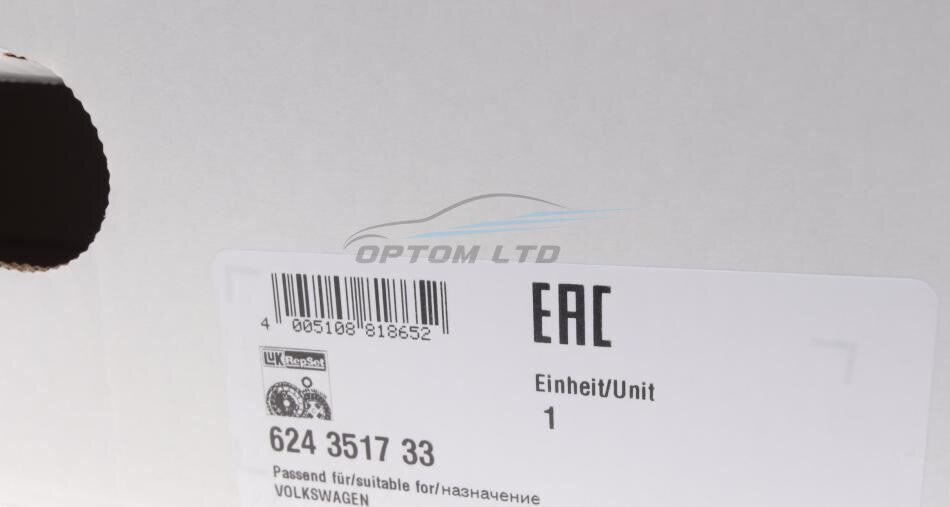 OPTOM LTD
4 005108 818652
EAC
LuK RepSet
Einheit/Unit
1
624 3517 33
Passend für/suitable for/назначение
VOLKSWAGEN